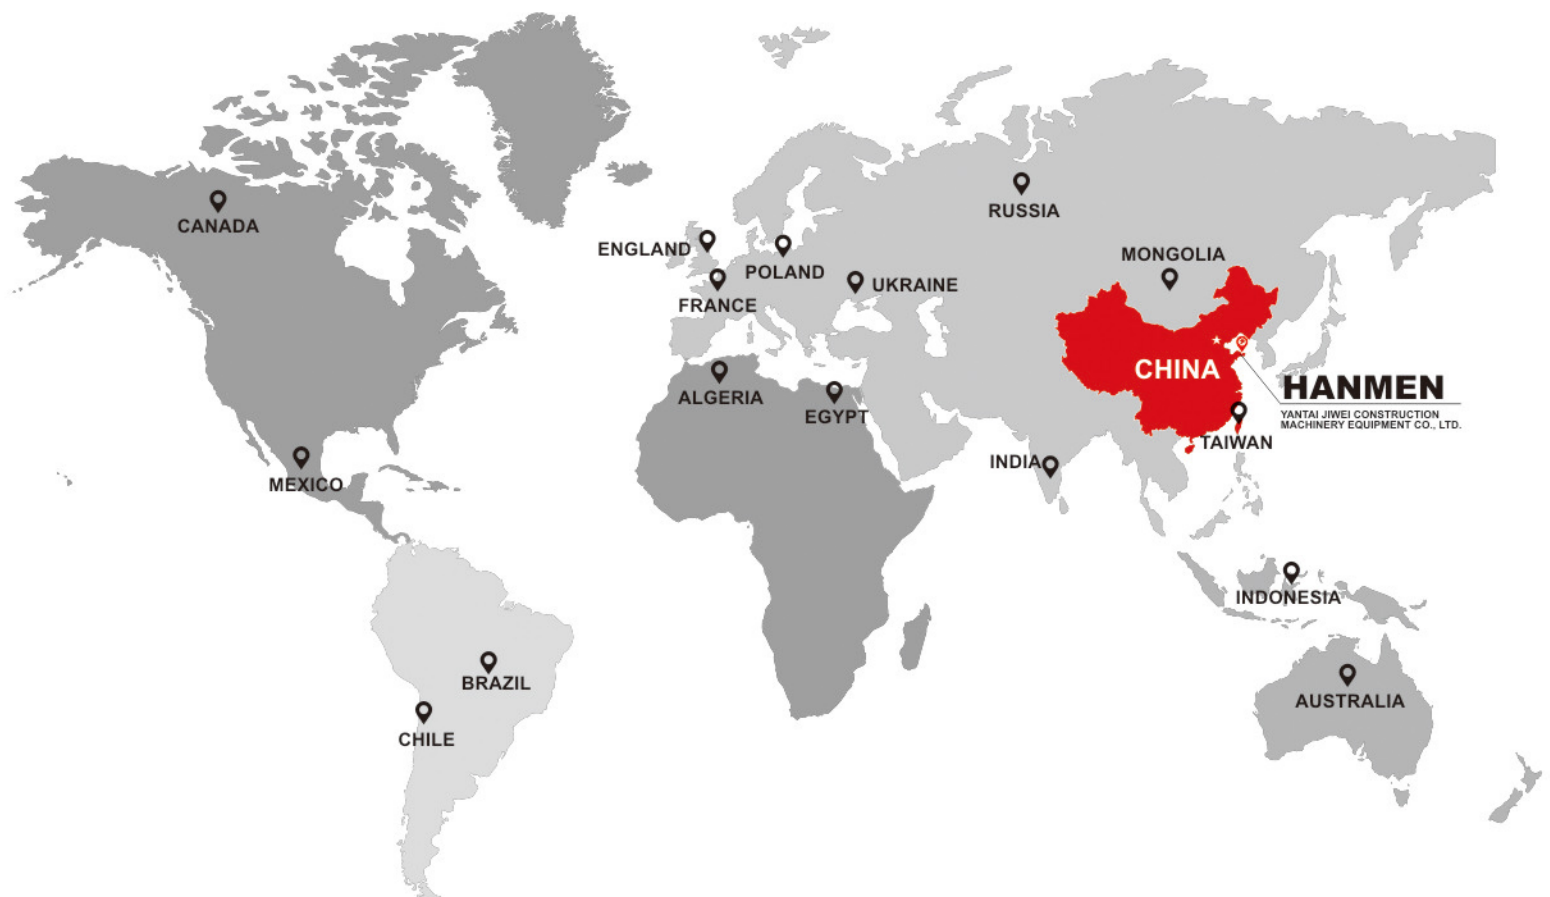 CANADA
RUSSIA
ENGLAND
MONGOLIA
POLAND
UKRAINE
FRANCE
CHINA
HANMEN
YANTAI JIWEI CONSTRUCTION
MACHINERY EQUIPMENT CO., LTD.
ALGERIA
EGYPT
TAIWAN
INDIA
MEXICO
INDONESIA
BRAZIL
AUSTRALIA
CHILE